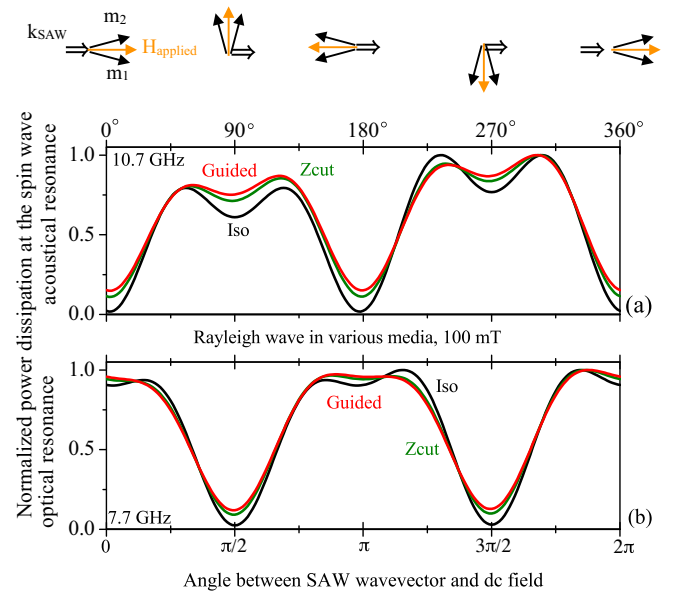 m₂
k_SAW
H_applied
m₁
0° 90° 180° 270° 360°
Normalized power dissipation at the spin wave
acoustical resonance
optical resonance
1.0
0.5
0.0
10.7 GHz
Guided
Zcut
Iso
(a)
Rayleigh wave in various media, 100 mT
1.0
0.5
0.0
Iso
Guided
Zcut
7.7 GHz
(b)
0 π/2 π 3π/2 2π
Angle between SAW wavevector and dc field